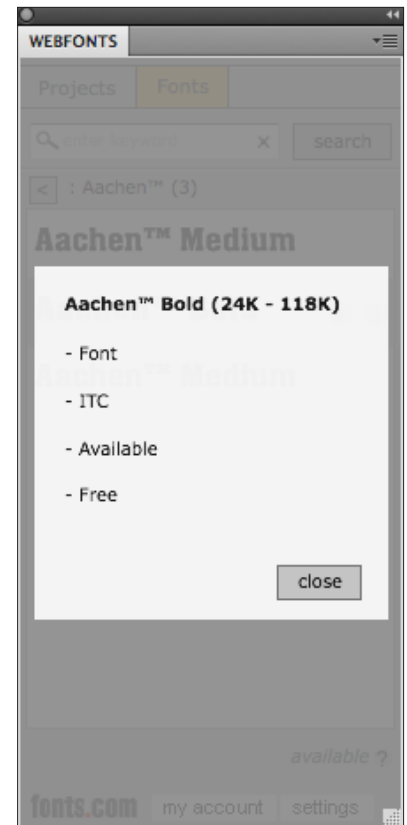 WEBFONTS
Projects Fonts
enter keyword × search
< : Aachen™ (3)
Aachen™ Medium
Aachen™ Bold (24K - 118K)
- Font
- ITC
- Available
- Free
close
available ?
fonts.com my account settings